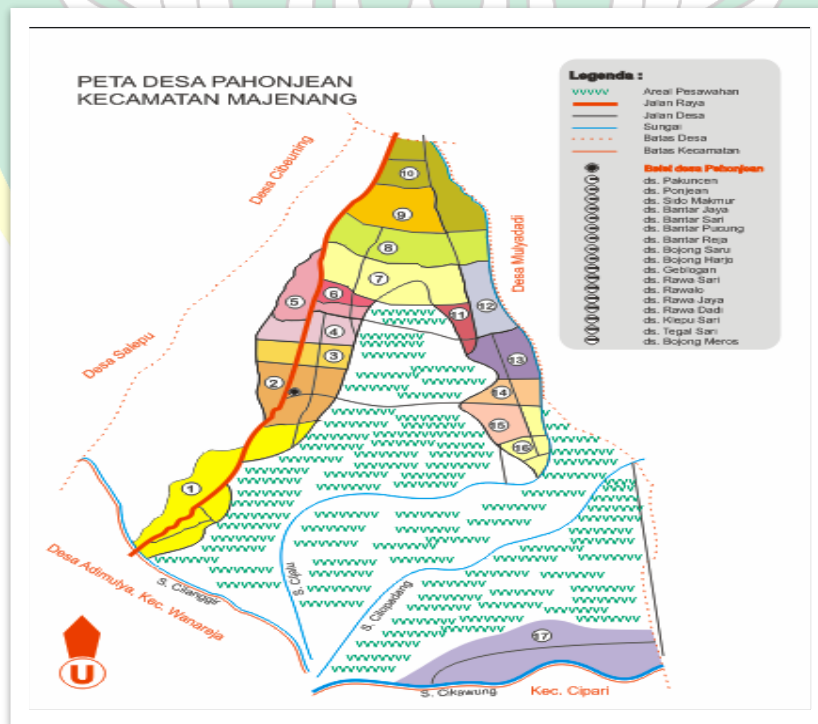 PETA DESA PAHONJEAN
KECAMATAN MAJENANG
Legenda :
Areal Pesawahan
Jalan Raya
Jalan Desa
Sungai
Batas Desa
Batas Kecamatan
Balai desa Pahonjean
ds. Pakuncen
ds. Ponjean
ds. Sido Makmur
ds. Bantar Jaya
ds. Bantar Sari
ds. Bantar Pucung
ds. Bantar Reja
ds. Bojong Saru
ds. Bojong Harjo
ds. Geblogan
ds. Rawa Sari
ds. Rawalo
ds. Rawa Jaya
ds. Rawa Dadi
ds. Klepu Sari
ds. Tegal Sari
ds. Bojong Meros
Desa Cibeuning
Desa Mulyadadi
Desa Salepu
10
9
8
7
6
5
4
3
2
1
11
12
13
14
15
16
17
Desa Adimulya, Kec. Wanareja
S. Cilanggir
S. Cijalu
S. Cilopadang
S. Cikawung
Kec. Cipari
U